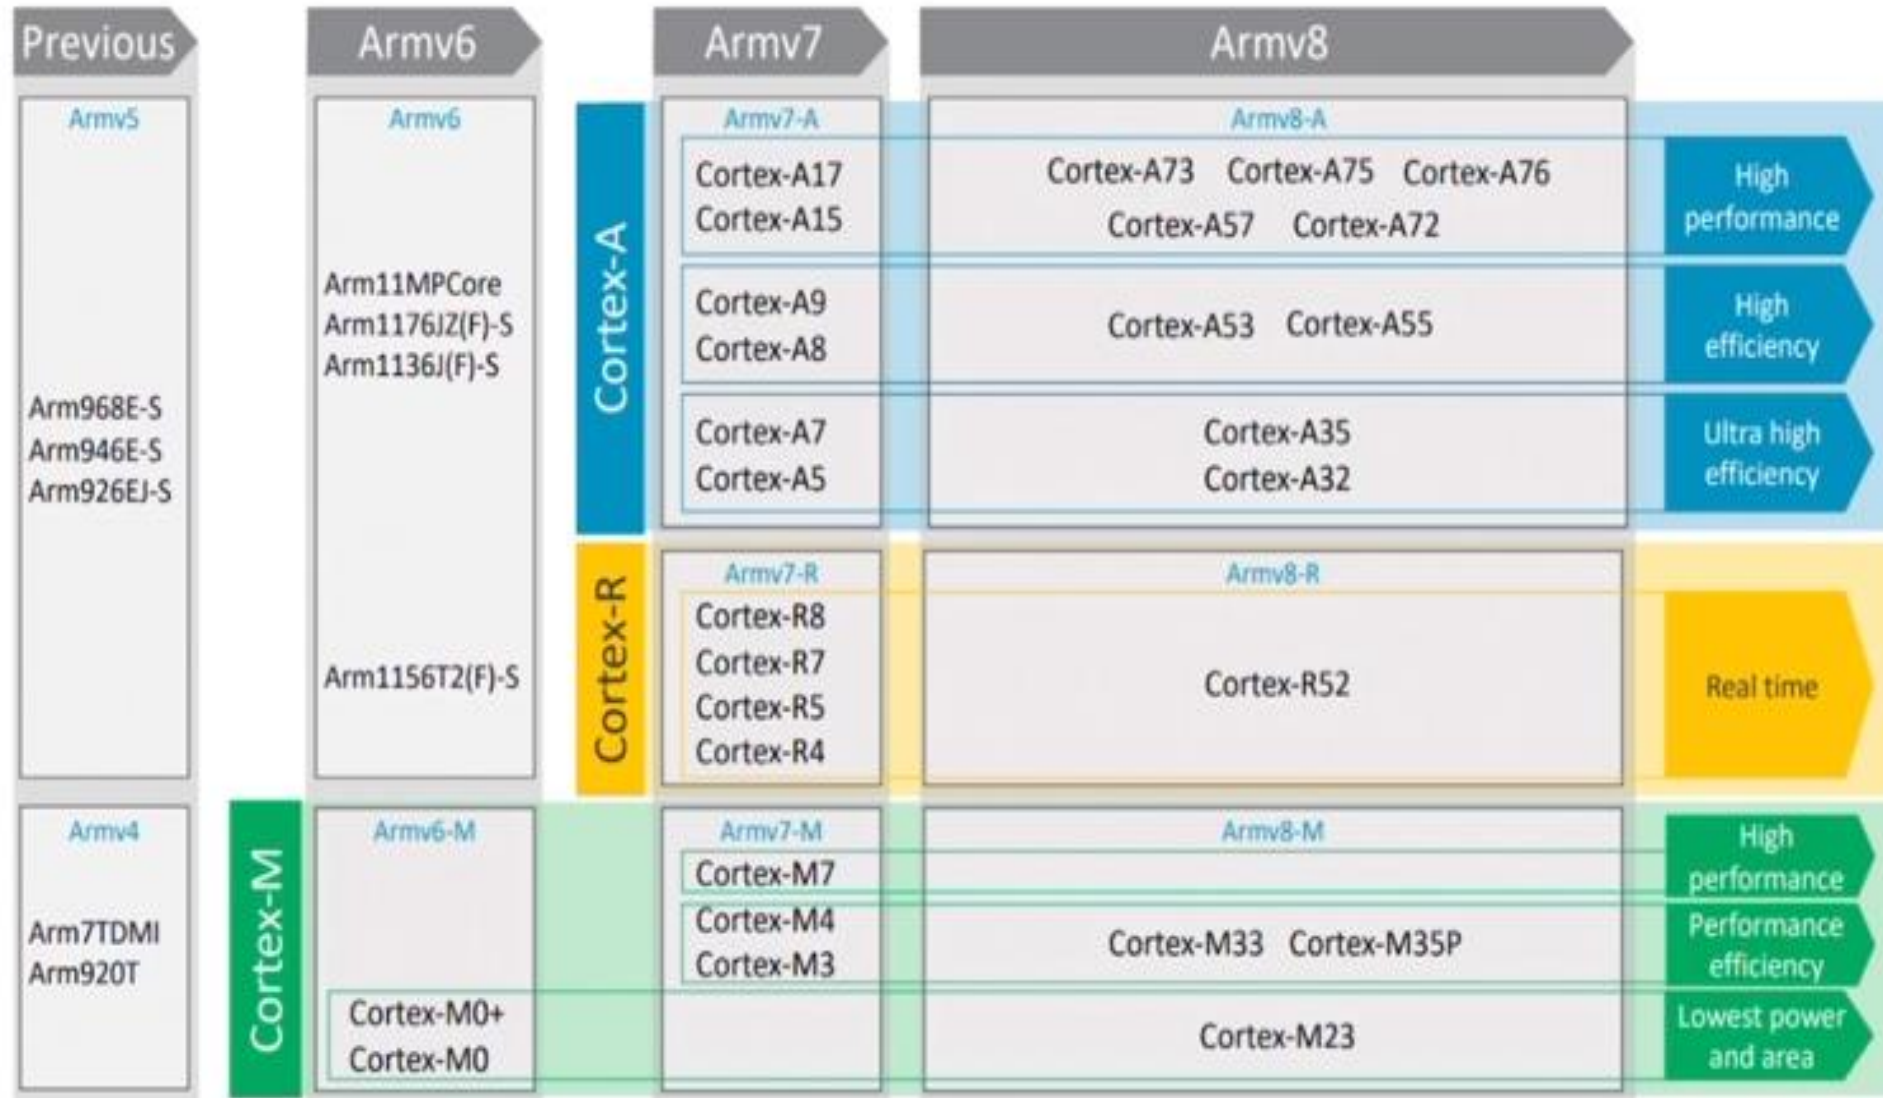 Previous
Armv6
Armv7
Armv8
Armv5
Arm968E-S
Arm946E-S
Arm926EJ-S
Armv6
Arm11MPCore
Arm1176JZ(F)-S
Arm1136J(F)-S
Arm1156T2(F)-S
Cortex-A
Armv7-A
Armv8-A
Cortex-A17
Cortex-A15
Cortex-A73 Cortex-A75 Cortex-A76
Cortex-A57 Cortex-A72
High
performance
Cortex-A9
Cortex-A8
Cortex-A53 Cortex-A55
High
efficiency
Cortex-A7
Cortex-A5
Cortex-A35
Cortex-A32
Ultra high
efficiency
Cortex-R
Armv7-R
Armv8-R
Cortex-R8
Cortex-R7
Cortex-R5
Cortex-R4
Cortex-R52
Real time
Armv4
Arm7TDMI
Arm920T
Cortex-M
Armv6-M
Armv7-M
Armv8-M
Cortex-M7
High
performance
Cortex-M4
Cortex-M3
Cortex-M33 Cortex-M35P
Performance
efficiency
Cortex-M0+
Cortex-M0
Cortex-M23
Lowest power
and area